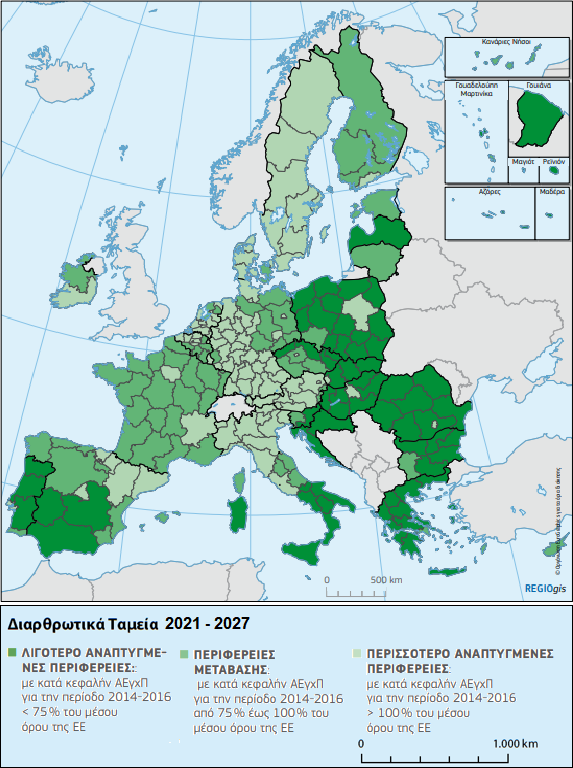 Κανάριες Νήσοι
Γουαδελούπη
Μαρτινίκα
Γουιάνα
Μαγιότ
Ρεϊνιόν
Αζόρες
Μαδέρα
0 500 km
REGIOgis
Διαρθρωτικά Ταμεία 2021 - 2027
ΛΙΓΟΤΕΡΟ ΑΝΑΠΤΥΓΜΕ-
ΝΕΣ ΠΕΡΙΦΕΡΕΙΕΣ:
με κατά κεφαλήν ΑΕγχΠ
για την περίοδο 2014-2016
< 75% του μέσου
όρου της ΕΕ
ΠΕΡΙΦΕΡΕΙΕΣ
ΜΕΤΑΒΑΣΗΣ:
με κατά κεφαλήν ΑΕγχΠ
για την περίοδο 2014-2016
από 75% έως 100% του
μέσου όρου της ΕΕ
ΠΕΡΙΣΣΟΤΕΡΟ ΑΝΑΠΤΥΓΜΕΝΕΣ
ΠΕΡΙΦΕΡΕΙΕΣ:
με κατά κεφαλήν ΑΕγχΠ
για την περίοδο 2014-2016
> 100% του μέσου
όρου της ΕΕ
0 1.000 km